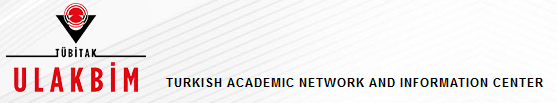 TÜBİTAK
ULAKBİM
TURKISH ACADEMIC NETWORK AND INFORMATION CENTER